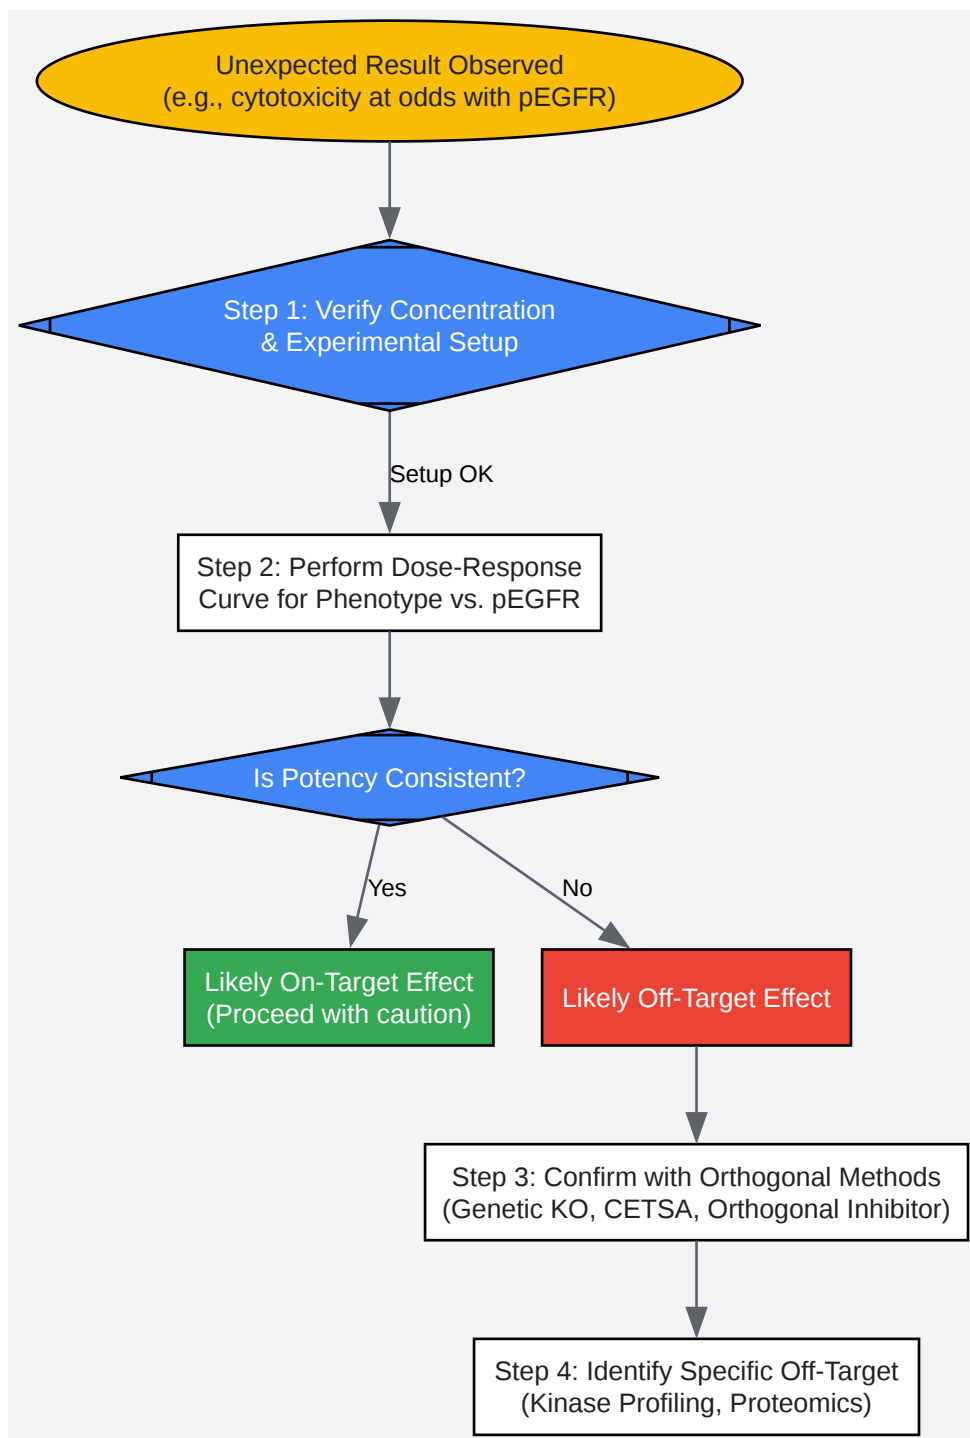 Unexpected Result Observed
(e.g., cytotoxicity at odds with pEGFR)
Step 1: Verify Concentration
& Experimental Setup
Setup OK
Step 2: Perform Dose-Response
Curve for Phenotype vs. pEGFR
Is Potency Consistent?
Yes
No
Likely On-Target Effect
(Proceed with caution)
Likely Off-Target Effect
Step 3: Confirm with Orthogonal Methods
(Genetic KO, CETSA, Orthogonal Inhibitor)
Step 4: Identify Specific Off-Target
(Kinase Profiling, Proteomics)